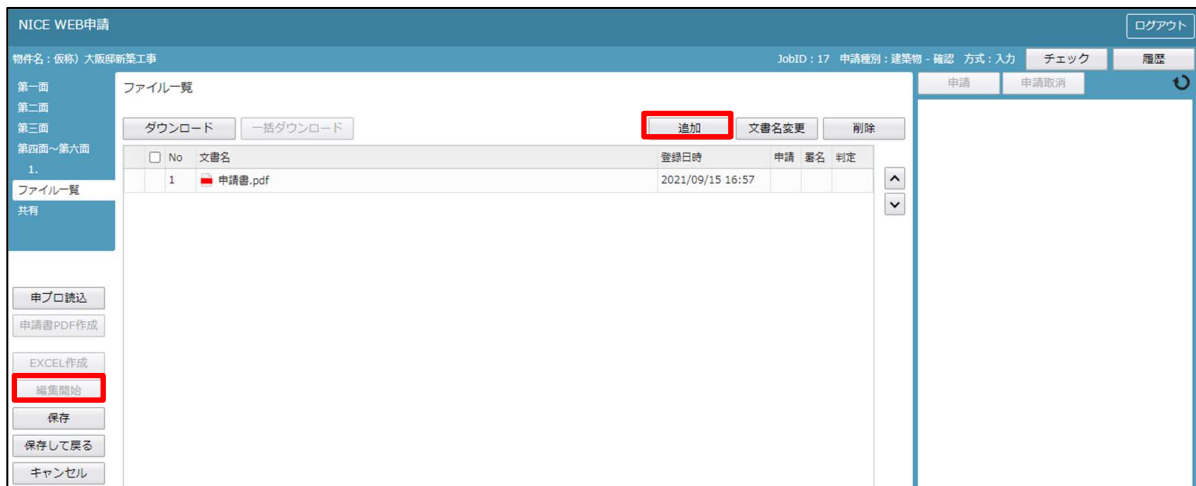 NICE WEB申請
ログアウト
物件名：仮称）大阪邸新築工事
JobID：17 申請種別：建築物 - 確認 方式：入力
チェック
履歴
第一面
第二面
第三面
第四面～第六面
1.
ファイル一覧
共有
申プロ読込
申請書PDF作成
EXCEL作成
編集開始
保存
保存して戻る
キャンセル
ファイル一覧
ダウンロード
一括ダウンロード
追加
文書名変更
削除
No 文書名 登録日時 申請 署名 判定
1 申請書.pdf 2021/09/15 16:57
申請
申請取消